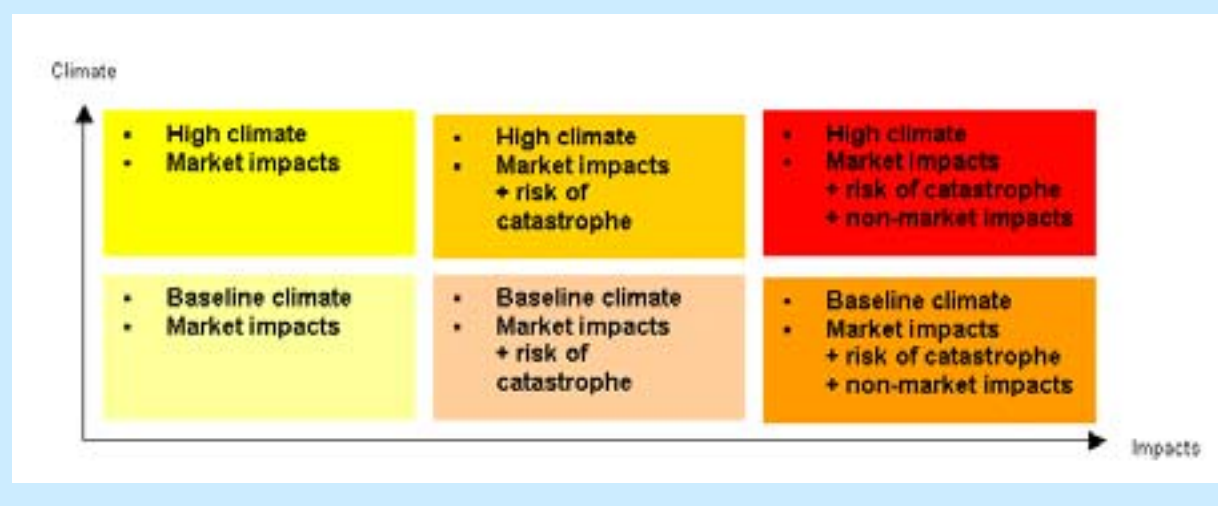 Climate
▪ High climate
▪ Market impacts
▪ High climate
▪ Market impacts
+ risk of
catastrophe
▪ High climate
▪ Market impacts
+ risk of catastrophe
+ non-market impacts
▪ Baseline climate
▪ Market impacts
▪ Baseline climate
▪ Market impacts
+ risk of
catastrophe
▪ Baseline climate
▪ Market impacts
+ risk of catastrophe
+ non-market impacts
Impacts